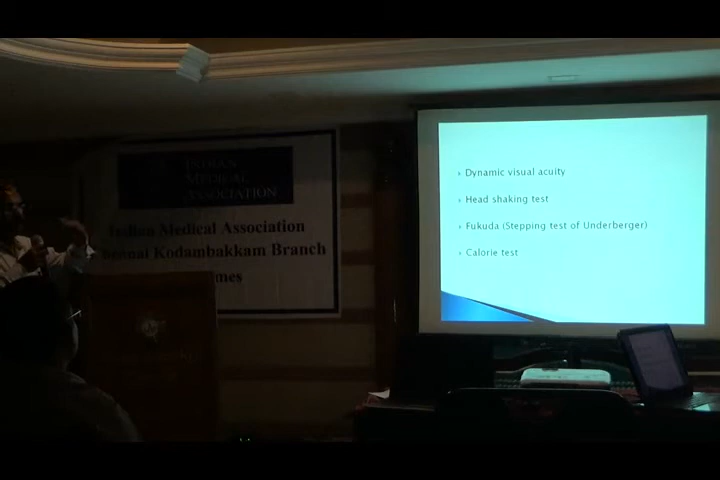 INDIAN
MEDICAL
ASSOCIATION
Indian Medical Association
Chennai Kodambakkam Branch
Dynamic visual acuity
Head shaking test
Fukuda (Stepping test of Underberger)
Calorie test